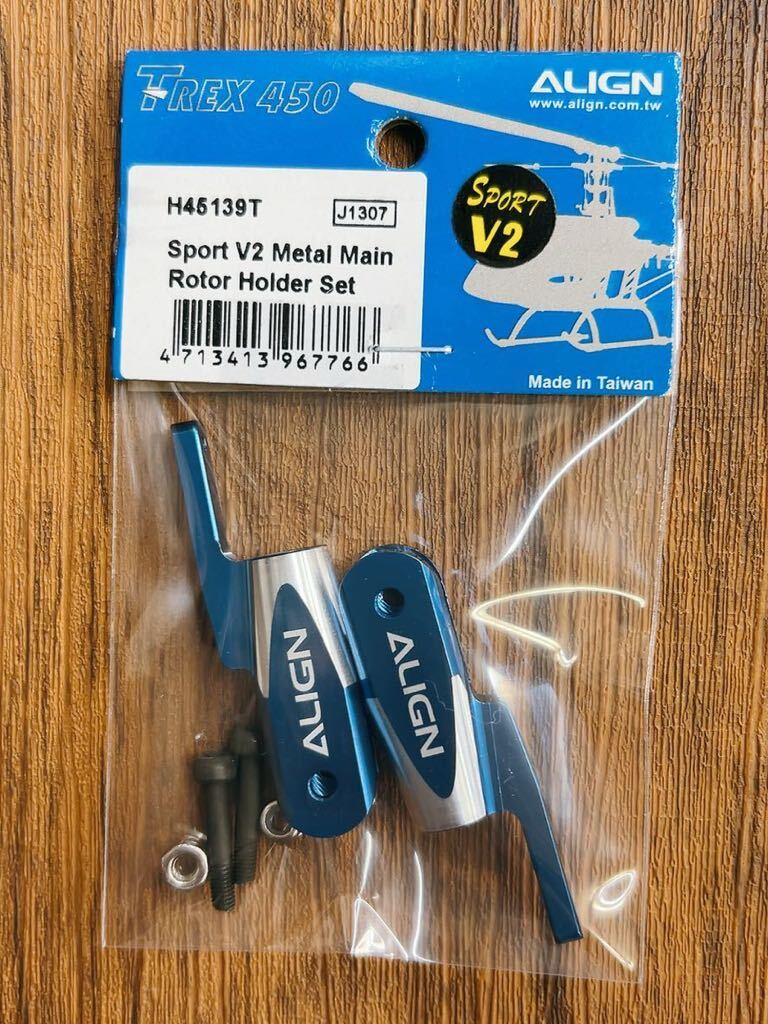 T-REX 450
ALIGN
www.align.com.tw
H45139T
J1307
Sport V2 Metal Main
Rotor Holder Set
4 713413 967766
SPORT
V2
Made in Taiwan
ALIGN
ALIGN